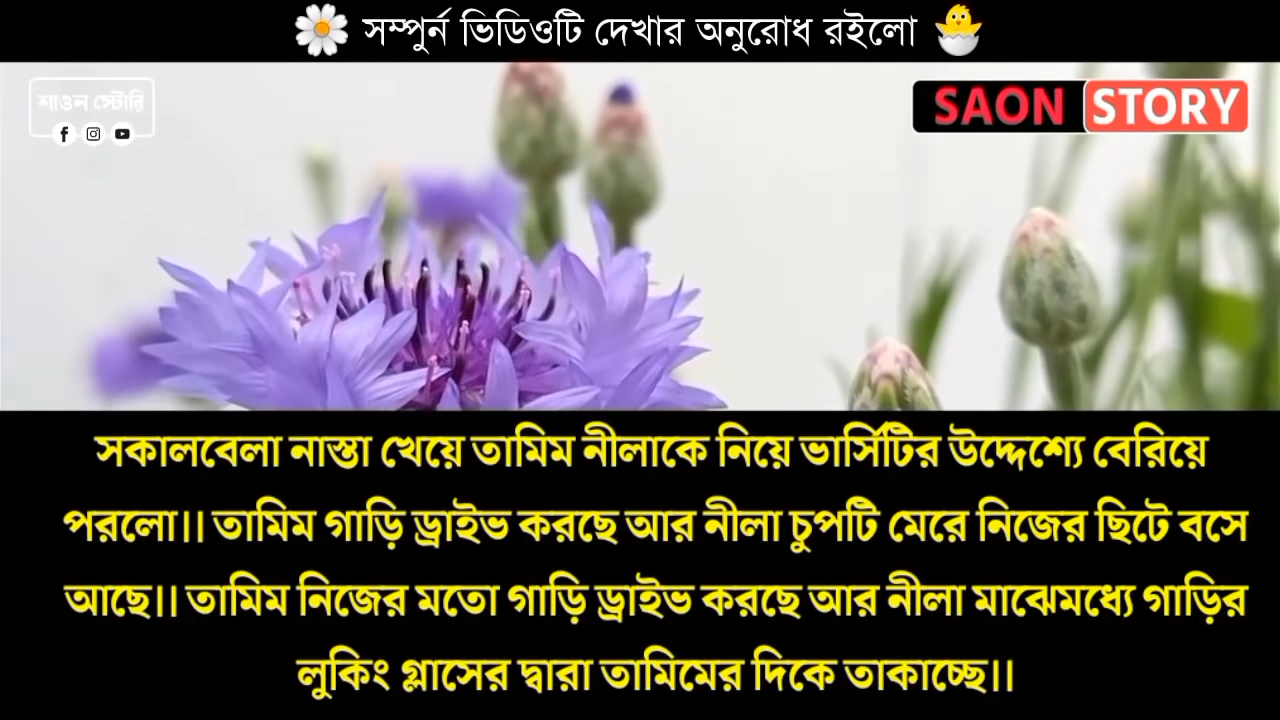 সম্পুর্ন ভিডিওটি দেখার অনুরোধ রইলো
শাওন স্টোরি
SAON STORY
সকালবেলা নাস্তা খেয়ে তামিম নীলাকে নিয়ে ভার্সিটির উদ্দেশ্যে বেরিয়ে
পরলো।। তামিম গাড়ি ড্রাইভ করছে আর নীলা চুপটি মেরে নিজের ছিটে বসে
আছে।। তামিম নিজের মতো গাড়ি ড্রাইভ করছে আর নীলা মাঝেমধ্যে গাড়ির
লুকিং গ্লাসের দ্বারা তামিমের দিকে তাকাচ্ছে।।